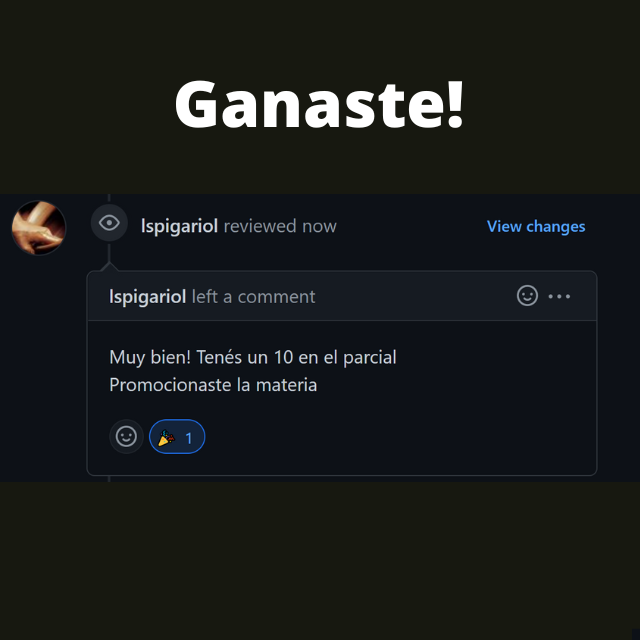 Ganaste!
lspigariol reviewed now
View changes
lspigariol left a comment
Muy bien! Tenés un 10 en el parcial
Promocionaste la materia
1